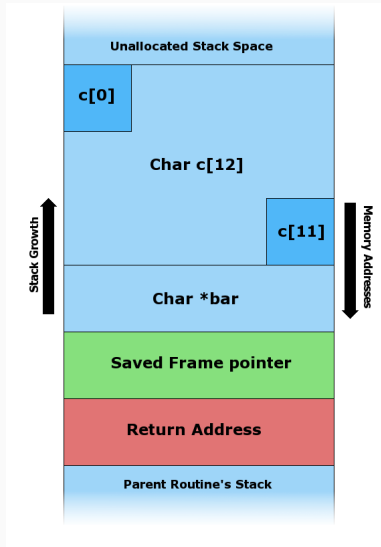 Unallocated Stack Space
c[0]
Char c[12]
c[11]
Stack Growth
Memory Addresses
Char *bar
Saved Frame pointer
Return Address
Parent Routine's Stack